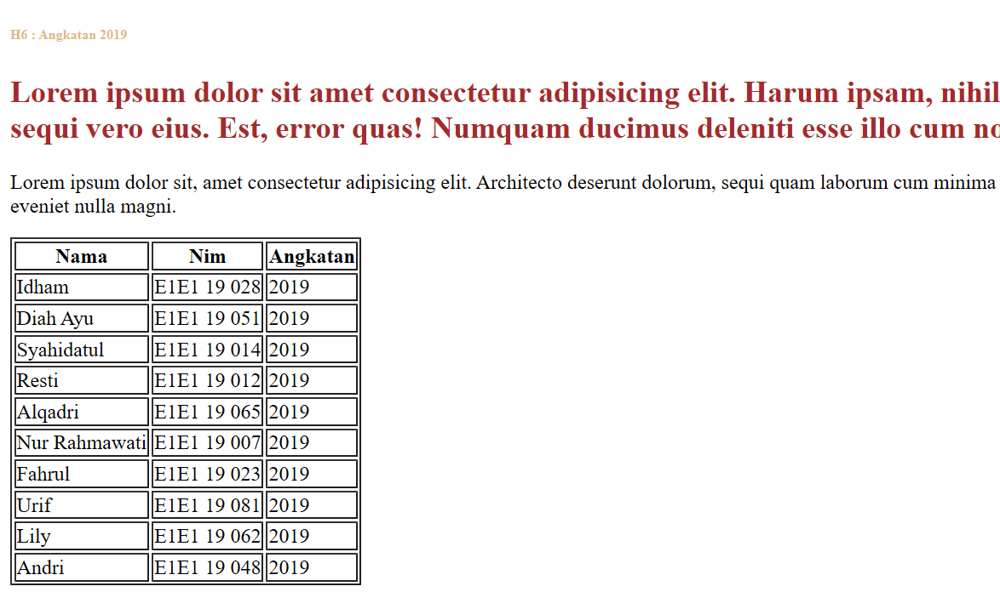 H6 : Angkatan 2019
Lorem ipsum dolor sit amet consectetur adipisicing elit. Harum ipsam, nihil
sequi vero eius. Est, error quas! Numquam ducimus deleniti esse illo cum
Lorem ipsum dolor sit, amet consectetur adipisicing elit. Architecto deserunt dolorum, sequi quam laborum cum minima
eveniet nulla magni.
Nama Nim Angkatan
Idham E1E1 19 028 2019
Diah Ayu E1E1 19 051 2019
Syahidatul E1E1 19 014 2019
Resti E1E1 19 012 2019
Alqadri E1E1 19 065 2019
Nur Rahmawati E1E1 19 007 2019
Fahrul E1E1 19 023 2019
Urif E1E1 19 081 2019
Lily E1E1 19 062 2019
Andri E1E1 19 048 2019